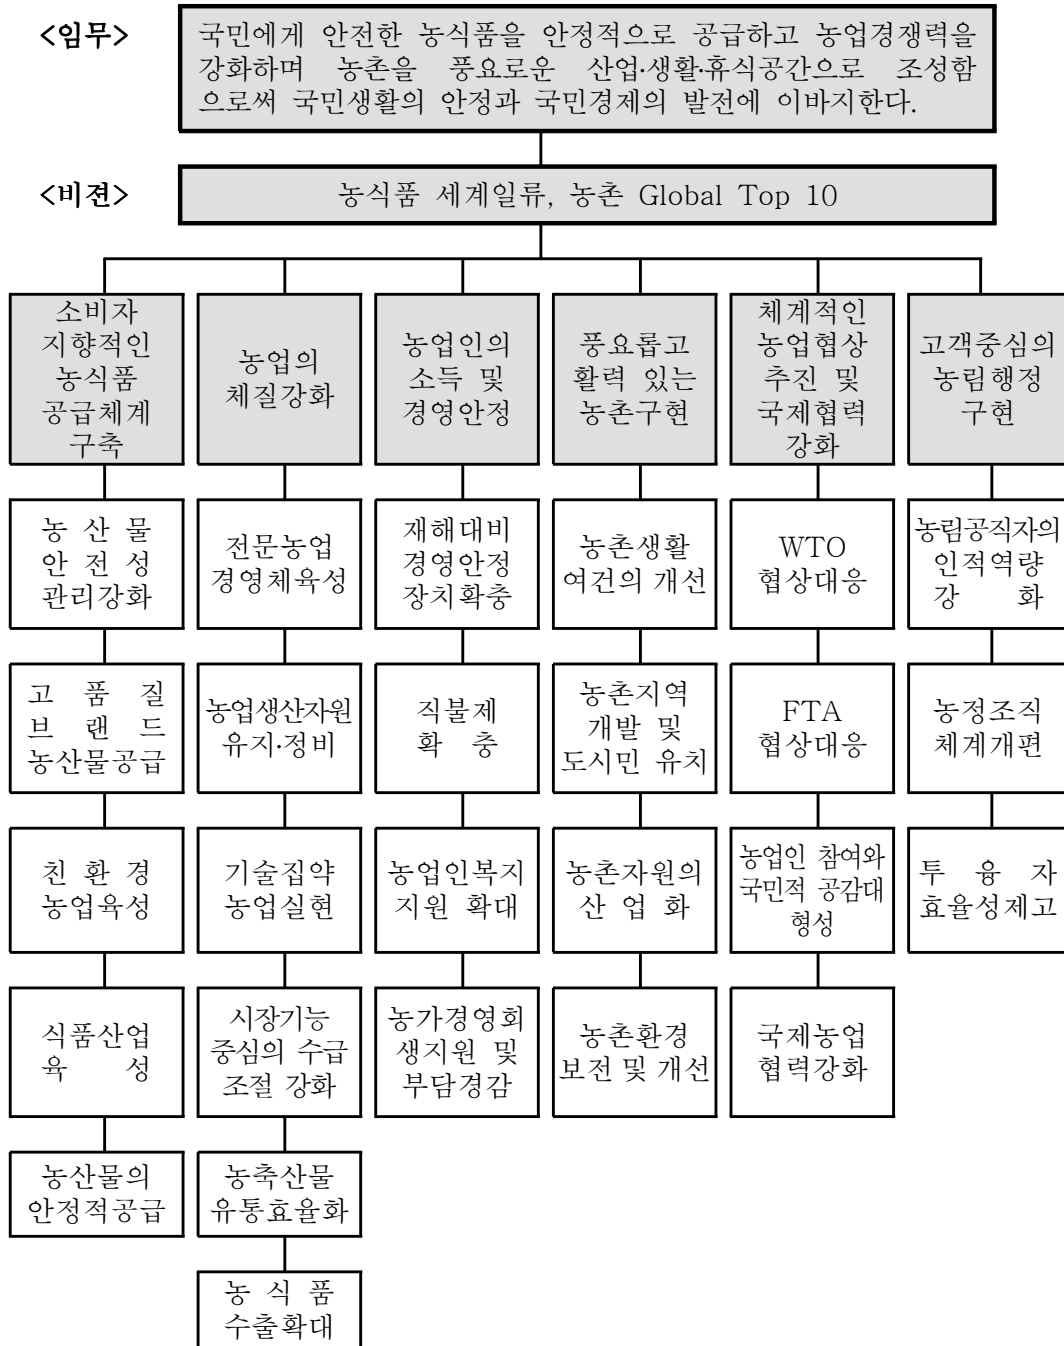 <임무>
국민에게 안전한 농식품을 안정적으로 공급하고 농업경쟁력을
강화하며 농촌을 풍요로운 산업·생활·휴식공간으로 조성함
으로써 국민생활의 안정과 국민경제의 발전에 이바지한다.
<비젼>
농식품 세계일류, 농촌 Global Top 10
소비자
지향적인
농식품
공급체계
구축
농업의
체질강화
농업인의
소득 및
경영안정
풍요롭고
활력 있는
농촌구현
체계적인
농업협상
추진 및
국제협력
강화
고객중심의
농림행정
구현
농 산 물
안 전 성
관리강화
전문농업
경영체육성
재해대비
경영안정
장치확충
농촌생활
여건의 개선
WTO
협상대응
농림공직자의
인적역량
강 화
고 품 질
브 랜 드
농산물공급
농업생산자원
유지·정비
직불제
확 충
농촌지역
개발 및
도시민 유치
FTA
협상대응
농정조직
체계개편
친 환 경
농업육성
기술집약
농업실현
농업인복지
지원 확대
농촌자원의
산 업 화
농업인 참여와
국민적 공감대
형성
투 융 자
효율성제고
식품산업
육 성
시장기능
중심의 수급
조절 강화
농가경영회
생지원 및
부담경감
농촌환경
보전 및 개선
국제농업
협력강화
농산물의
안정적공급
농축산물
유통효율화
농 식 품
수출확대